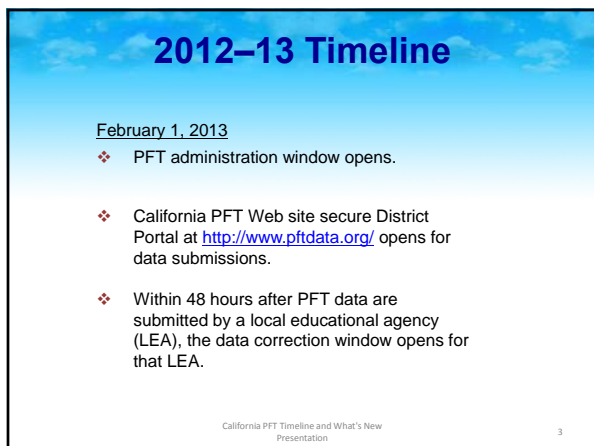 2012–13 Timeline
February 1, 2013
❖ PFT administration window opens.
❖ California PFT Web site secure District
Portal at http://www.pftdata.org/ opens for
data submissions.
❖ Within 48 hours after PFT data are
submitted by a local educational agency
(LEA), the data correction window opens for
that LEA.
California PFT Timeline and What's New
Presentation
3